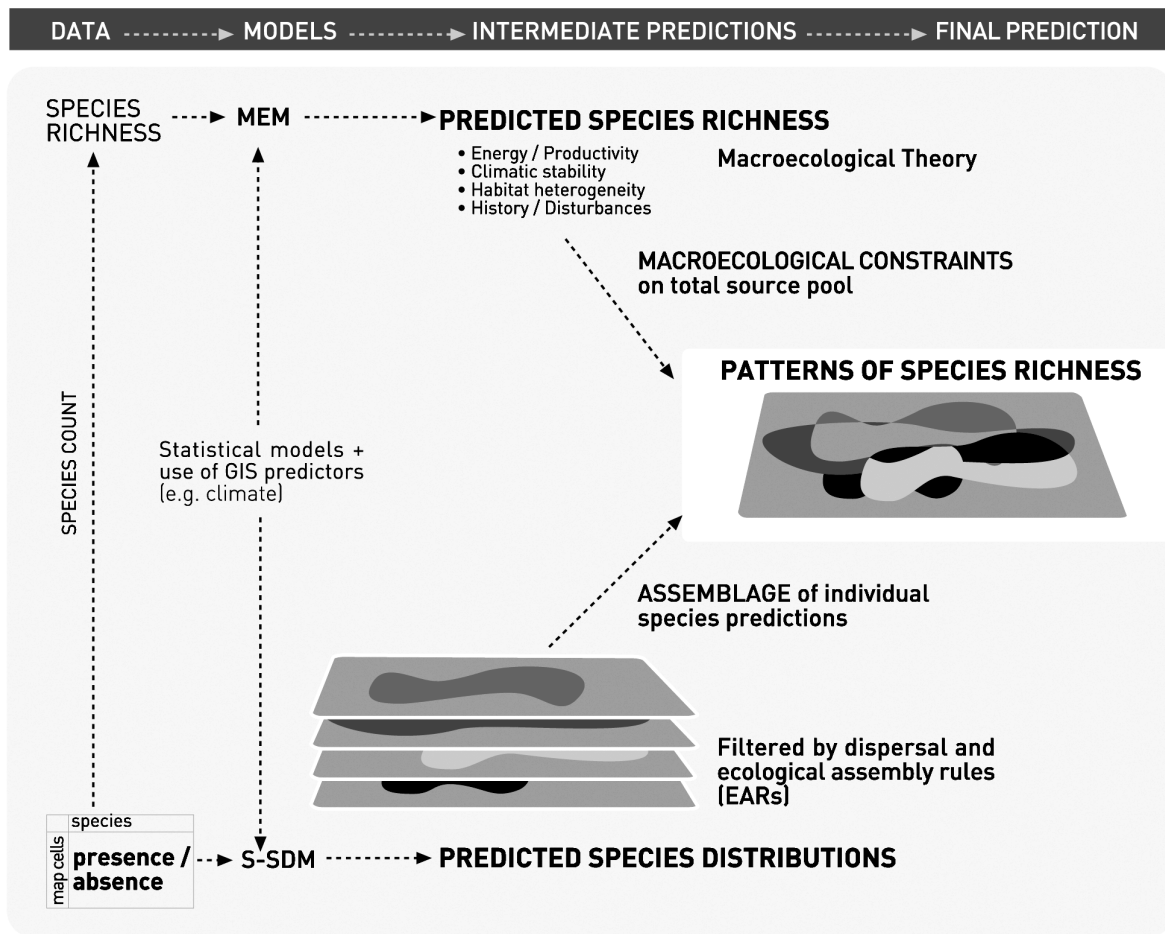 DATA MODELS INTERMEDIATE PREDICTIONS FINAL PREDICTION
SPECIES
RICHNESS
MEM
PREDICTED SPECIES RICHNESS
• Energy / Productivity
• Climatic stability
• Habitat heterogeneity
• History / Disturbances
Macroecological Theory
MACROECOLOGICAL CONSTRAINTS
on total source pool
PATTERNS OF SPECIES RICHNESS
SPECIES COUNT
Statistical models +
use of GIS predictors
(e.g. climate)
ASSEMBLAGE of individual
species predictions
Filtered by dispersal and
ecological assembly rules
(EARs)
species
map cells
presence /
absence
S-SDM
PREDICTED SPECIES DISTRIBUTIONS